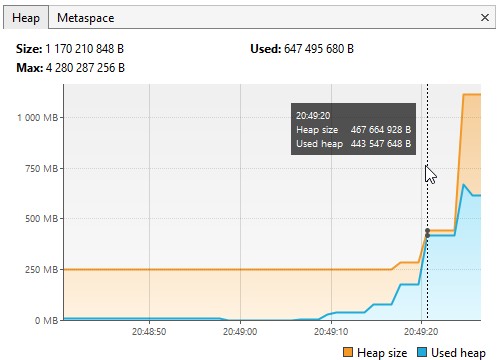 Heap Metaspace ×
Size: 1 170 210 848 B Used: 647 495 680 B
Max: 4 280 287 256 B
20:49:20
Heap size 467 664 928 B
Used heap 443 547 648 B
1 000 MB
750 MB
500 MB
250 MB
0 MB
20:48:50 20:49:00 20:49:10 20:49:20
Heap size Used heap